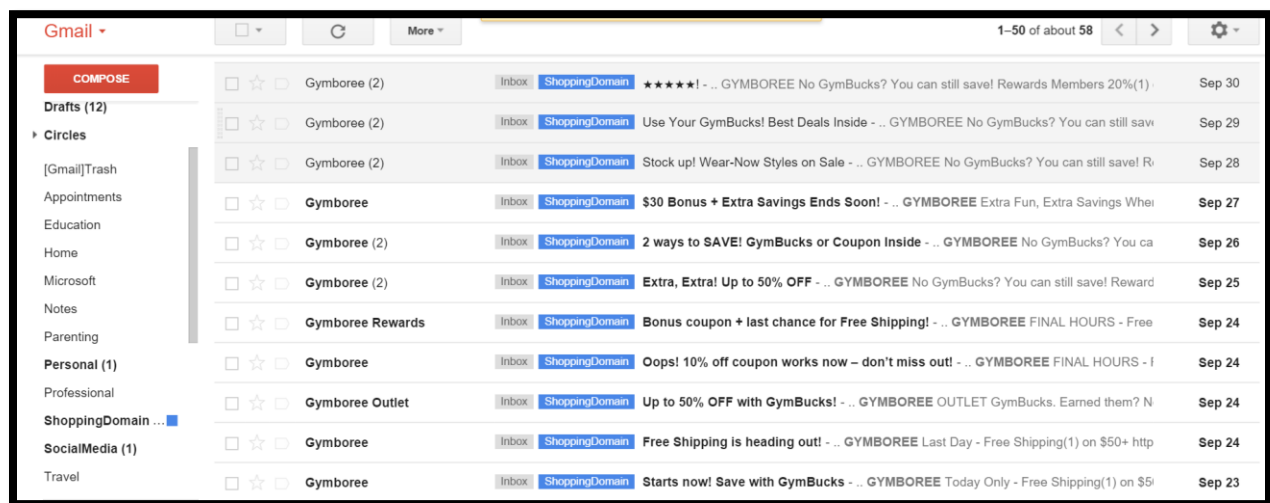 Gmail More 1–50 of about 58
COMPOSE
Drafts (12)
Circles
[Gmail]Trash
Appointments
Education
Home
Microsoft
Notes
Parenting
Personal (1)
Professional
ShoppingDomain ...
SocialMedia (1)
Travel
Gymboree (2) Inbox ShoppingDomain ★★★★★! - .. GYMBOREE No GymBucks? You can still save! Rewards Members 20%(1) Sep 30
Gymboree (2) Inbox ShoppingDomain Use Your GymBucks! Best Deals Inside - .. GYMBOREE No GymBucks? You can still save Sep 29
Gymboree (2) Inbox ShoppingDomain Stock up! Wear-Now Styles on Sale - .. GYMBOREE No GymBucks? You can still save! Sep 28
Gymboree Inbox ShoppingDomain $30 Bonus + Extra Savings Ends Soon! - .. GYMBOREE Extra Fun, Extra Savings Sep 27
Gymboree (2) Inbox ShoppingDomain 2 ways to SAVE! GymBucks or Coupon Inside - .. GYMBOREE No GymBucks? You ca Sep 26
Gymboree (2) Inbox ShoppingDomain Extra, Extra! Up to 50% OFF - .. GYMBOREE No GymBucks? You can still save! Reward Sep 25
Gymboree Rewards Inbox ShoppingDomain Bonus coupon + last chance for Free Shipping! - .. GYMBOREE FINAL HOURS - Free Sep 24
Gymboree Inbox ShoppingDomain Oops! 10% off coupon works now – don't miss out! - .. GYMBOREE FINAL HOURS - Sep 24
Gymboree Outlet Inbox ShoppingDomain Up to 50% OFF with GymBucks! - .. GYMBOREE OUTLET GymBucks. Earned them? Sep 24
Gymboree Inbox ShoppingDomain Free Shipping is heading out! - .. GYMBOREE Last Day - Free Shipping(1) on $50+ http Sep 24
Gymboree Inbox ShoppingDomain Starts now! Save with GymBucks - .. GYMBOREE Today Only - Free Shipping(1) on Sep 23